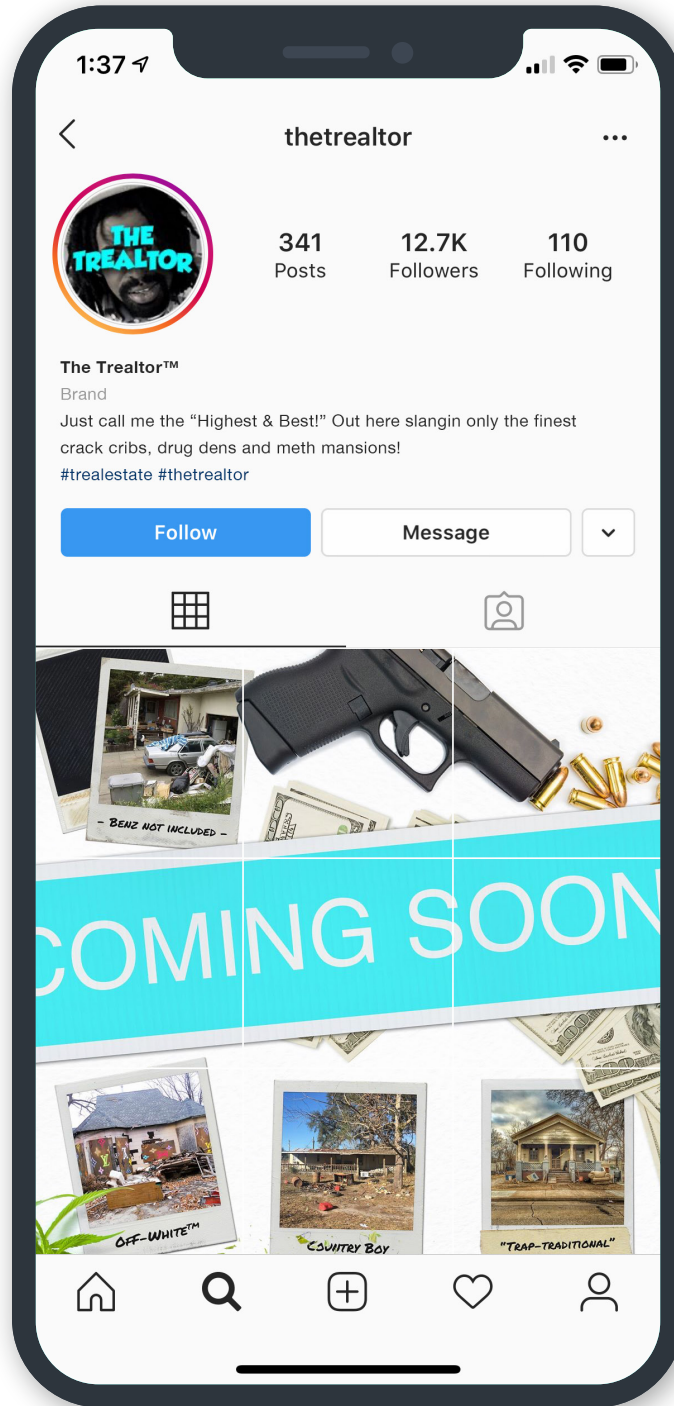 1:37
thetrealtor
THE
TREALTOR
341
12.7K
110
Posts
Followers
Following
The Trealtor™
Brand
Just call me the “Highest & Best!” Out here slangin only the finest
crack cribs, drug dens and meth mansions!
#trealestate #thetrealtor
Follow
Message
- BENZ NOT INCLUDED -
COMING SOON
100
OFF-WHITE™
COUNTRY BOY
"TRAP-TRADITIONAL"